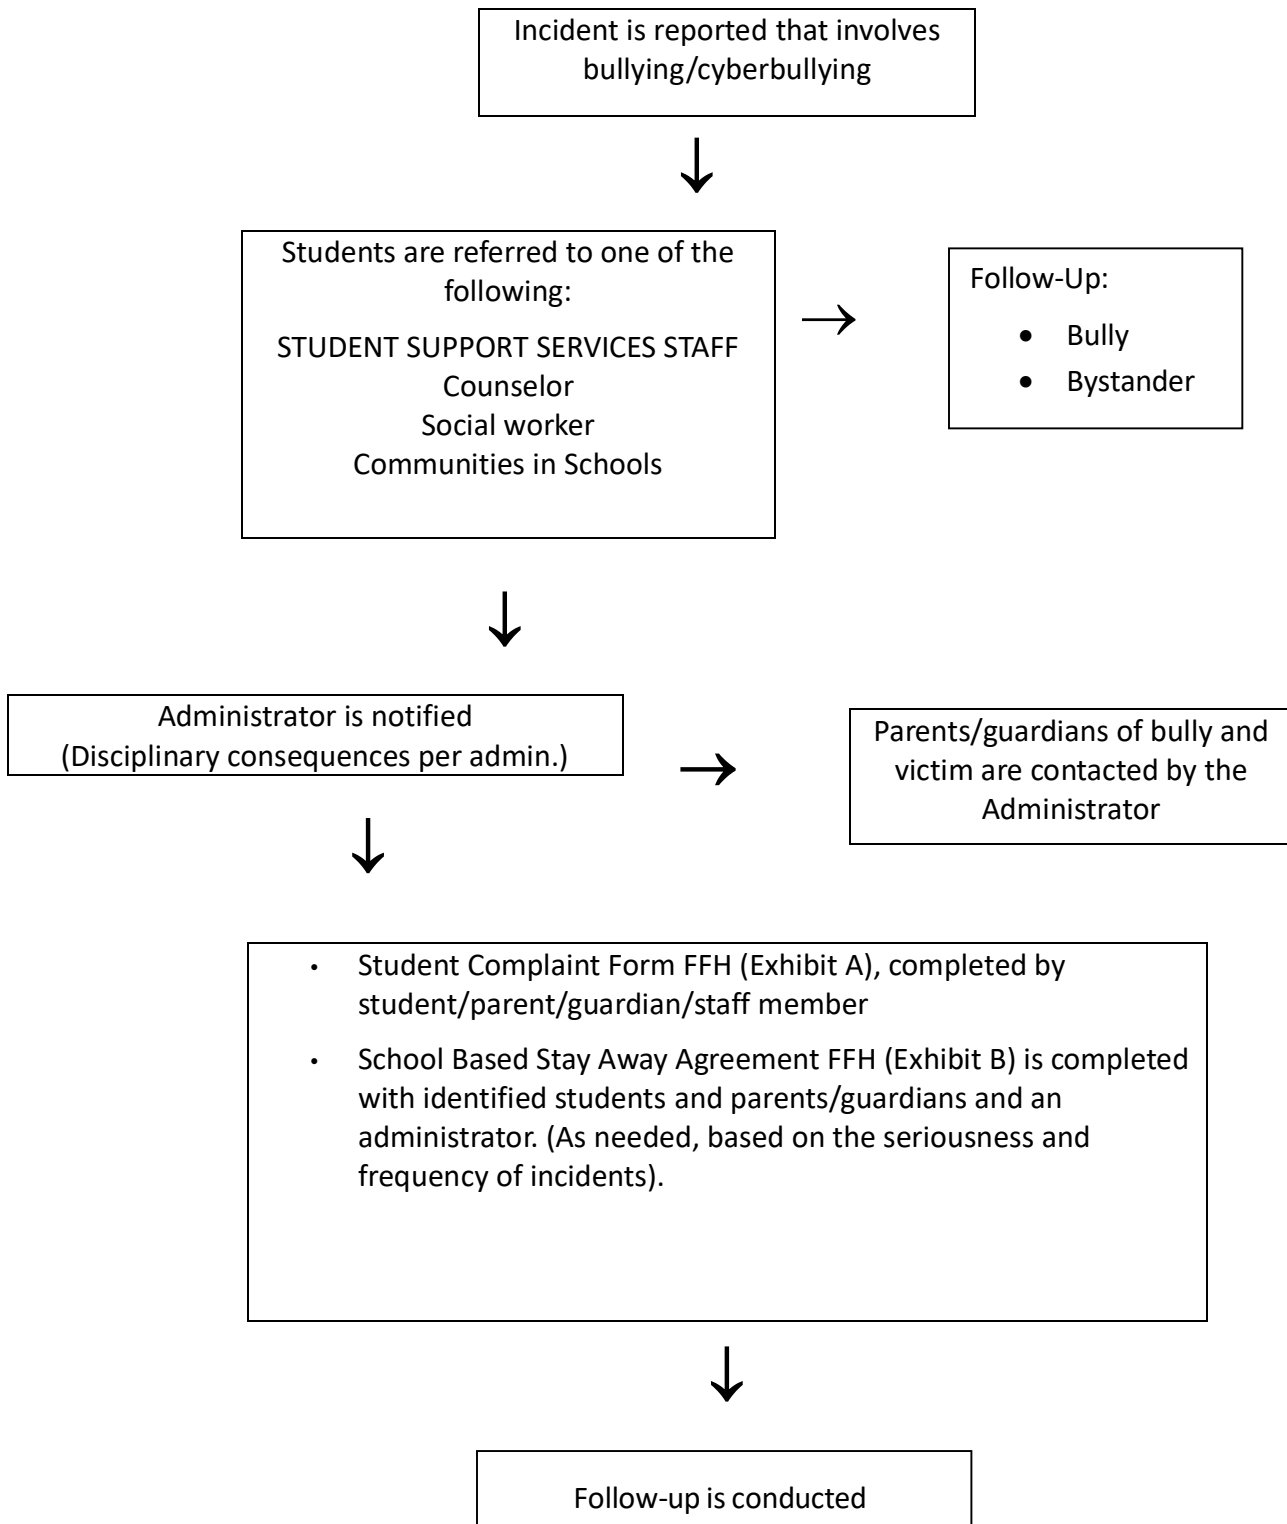 Incident is reported that involves
bullying/cyberbullying
↓
Students are referred to one of the
following:
STUDENT SUPPORT SERVICES STAFF
Counselor
Social worker
Communities in Schools
→
Follow-Up:
• Bully
• Bystander
↓
Administrator is notified
(Disciplinary consequences per admin.)
→
Parents/guardians of bully and
victim are contacted by the
Administrator
↓
• Student Complaint Form FFH (Exhibit A), completed by
student/parent/guardian/staff member
• School Based Stay Away Agreement FFH (Exhibit B) is completed
with identified students and parents/guardians and an
administrator. (As needed, based on the seriousness and
frequency of incidents).
↓
Follow-up is conducted